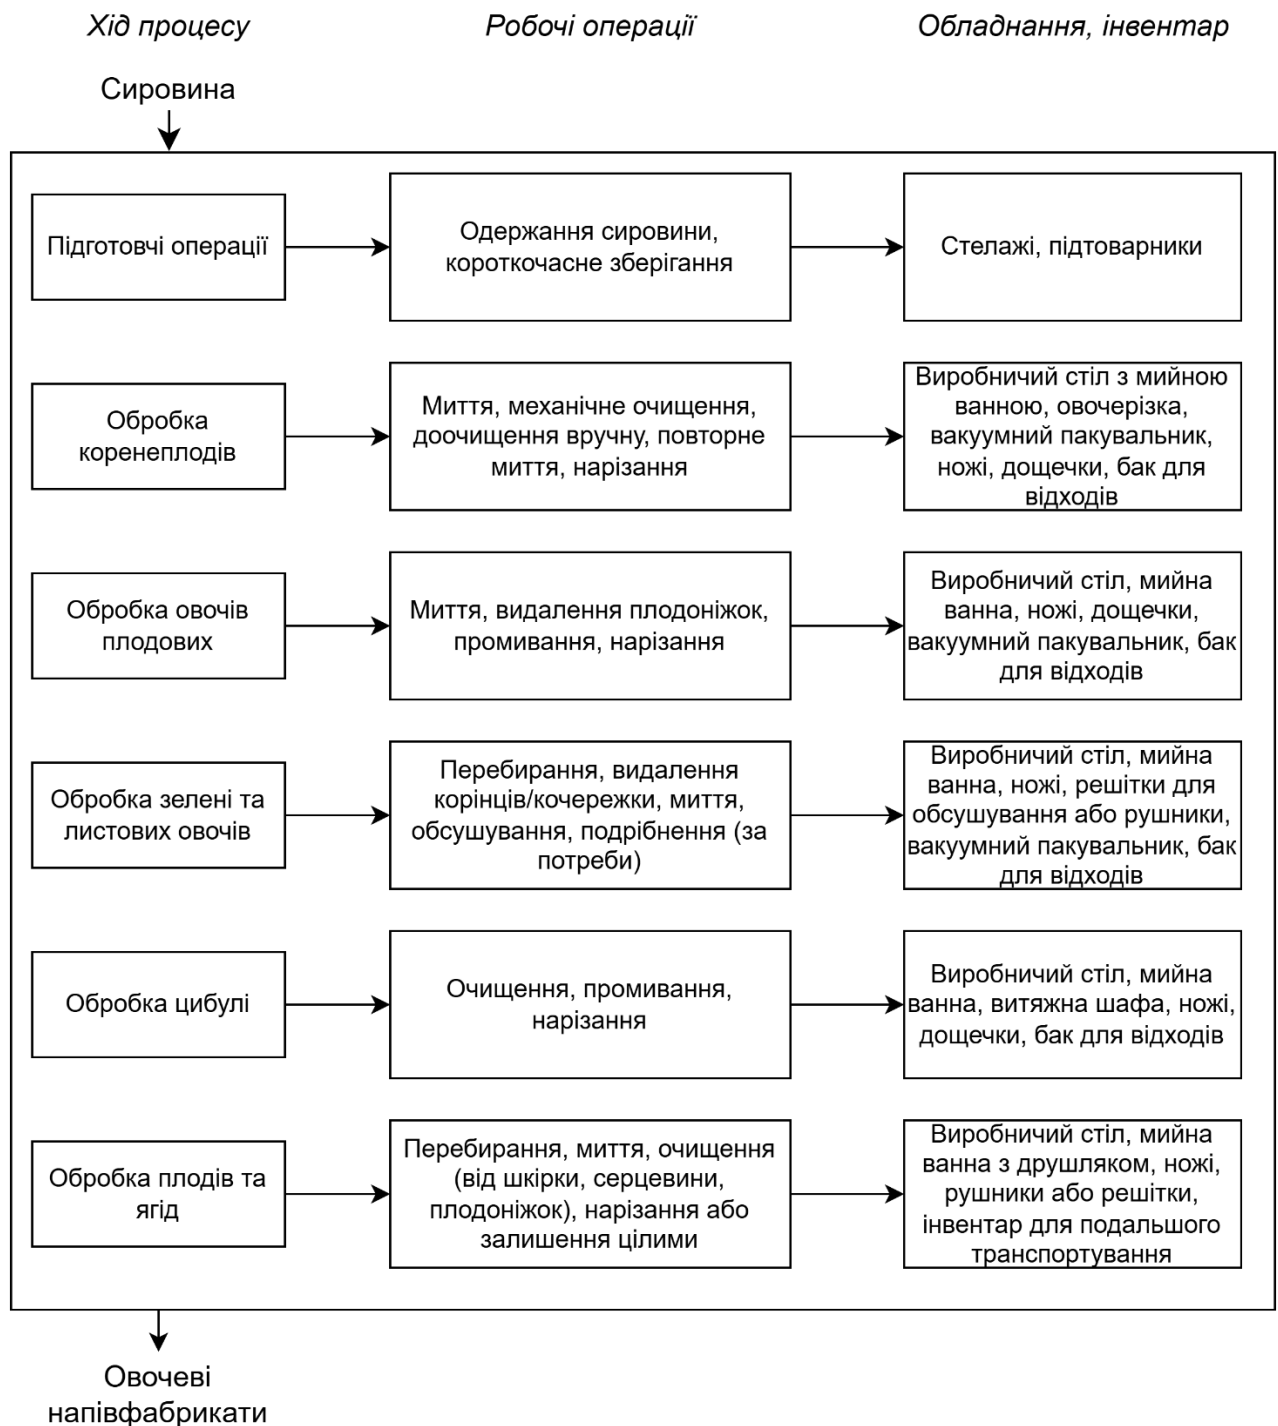 Хід процесу
Робочі операції
Обладнання, інвентар
Сировина
Підготовчі операції
Одержання сировини,
короткочасне зберігання
Стелажі, підтоварники
Обробка
коренеплодів
Миття, механічне очищення,
доочищення вручну, повторне
миття, нарізання
Виробничий стіл з мийною
ванною, овочерізка,
вакуумний пакувальник,
ножі, дощечки, бак для
відходів
Обробка овочів
плодових
Миття, видалення плодоніжок,
промивання, нарізання
Виробничий стіл, мийна
ванна, ножі, дощечки,
вакуумний пакувальник, бак
для відходів
Обробка зелені та
листових овочів
Перебирання, видалення
корінців/кочережки, миття,
обсушування, подрібнення (за
потреби)
Виробничий стіл, мийна
ванна, ножі, решітки для
обсушування або рушники,
вакуумний пакувальник, бак
для відходів
Обробка цибулі
Очищення, промивання,
нарізання
Виробничий стіл, мийна
ванна, витяжна шафа, ножі,
дощечки, бак для відходів
Обробка плодів та
ягід
Перебирання, миття, очищення
(від шкірки, серцевини,
плодоніжок), нарізання або
залишення цілими
Виробничий стіл, мийна
ванна з друшляком, ножі,
рушники або решітки,
інвентар для подальшого
транспортування
Овочеві
напівфабрикати